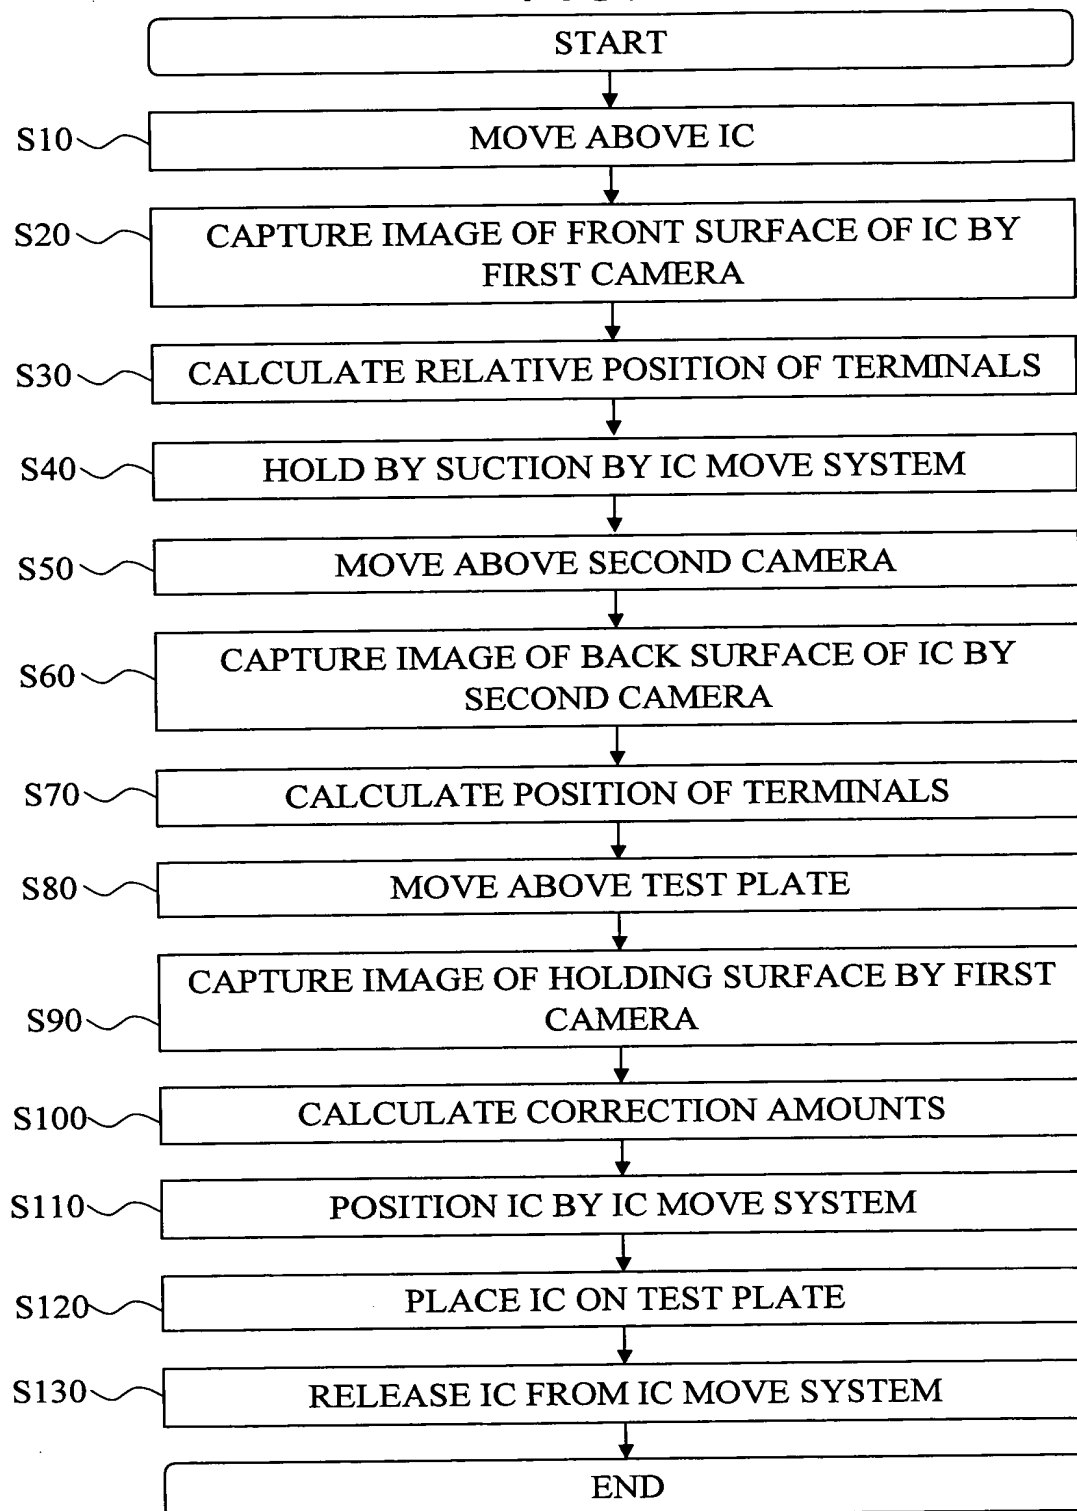 START
S10 MOVE ABOVE IC
S20 CAPTURE IMAGE OF FRONT SURFACE OF IC BY
FIRST CAMERA
S30 CALCULATE RELATIVE POSITION OF TERMINALS
S40 HOLD BY SUCTION BY IC MOVE SYSTEM
S50 MOVE ABOVE SECOND CAMERA
S60 CAPTURE IMAGE OF BACK SURFACE OF IC BY
SECOND CAMERA
S70 CALCULATE POSITION OF TERMINALS
S80 MOVE ABOVE TEST PLATE
S90 CAPTURE IMAGE OF HOLDING SURFACE BY FIRST
CAMERA
S100 CALCULATE CORRECTION AMOUNTS
S110 POSITION IC BY IC MOVE SYSTEM
S120 PLACE IC ON TEST PLATE
S130 RELEASE IC FROM IC MOVE SYSTEM
END